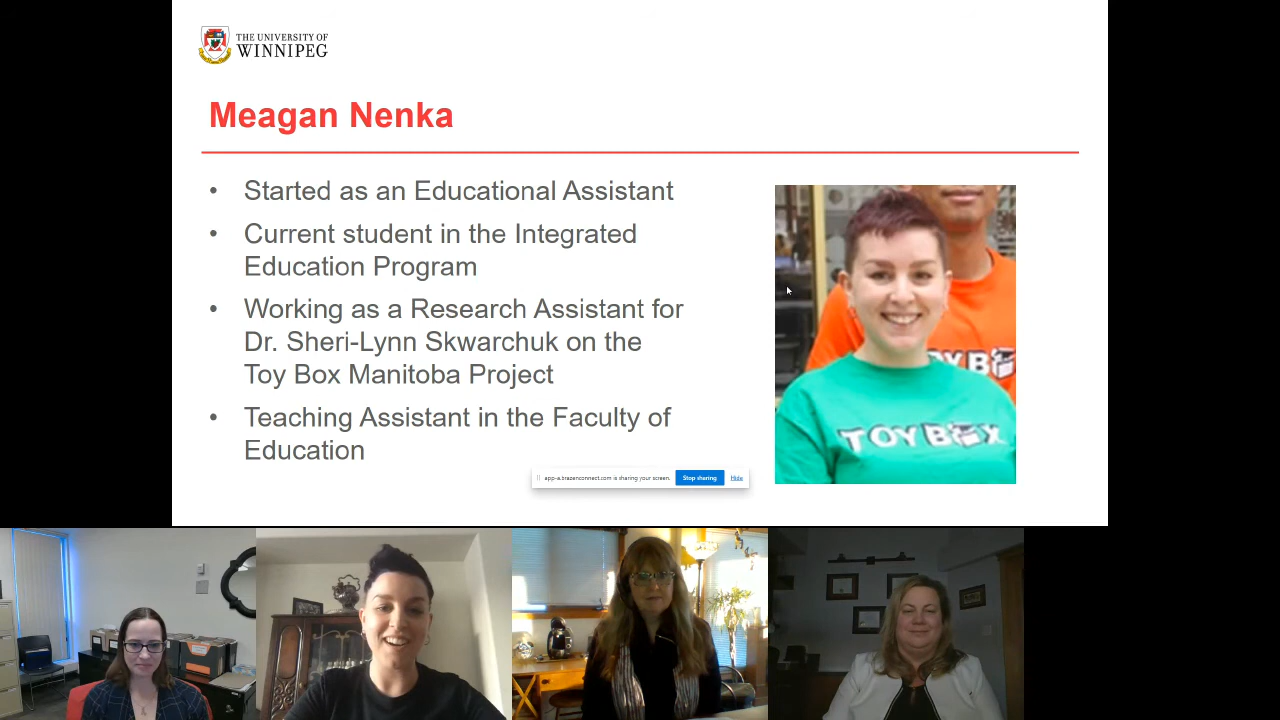 THE UNIVERSITY OF
WINNIPEG
Meagan Nenka
• Started as an Educational Assistant
• Current student in the Integrated
Education Program
• Working as a Research Assistant for
Dr. Sheri-Lynn Skwarchuk on the
Toy Box Manitoba Project
• Teaching Assistant in the Faculty of
Education
YB
TOY BOX
app-a.brazenconnect.com is sharing your screen. Stop sharing Hide